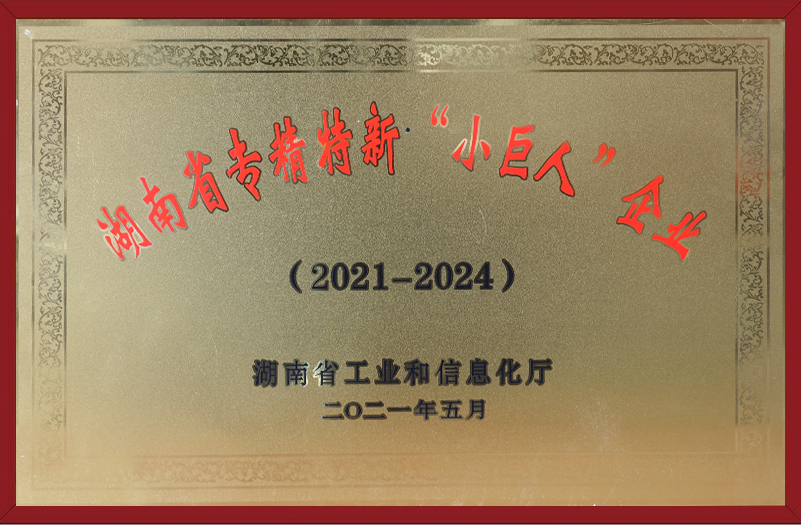 湖南省专精特新“小巨人”企业
（2021-2024）
湖南省工业和信息化厅
二〇二一年五月